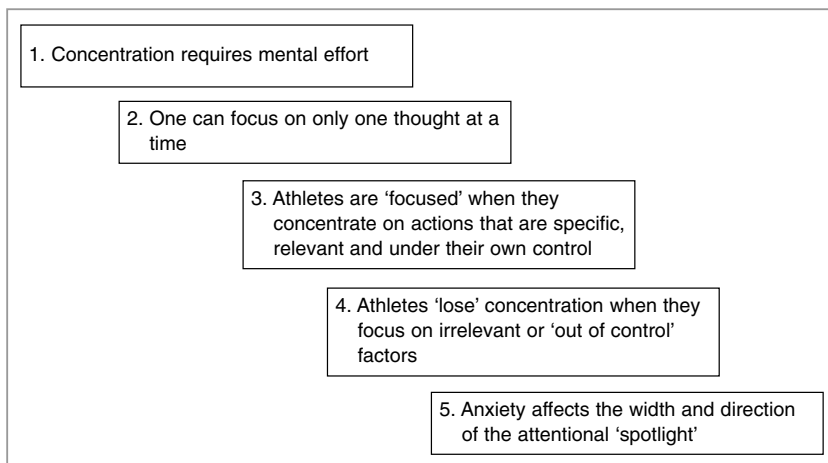 1. Concentration requires mental effort
2. One can focus on only one thought at a
time
3. Athletes are ‘focused’ when they
concentrate on actions that are specific,
relevant and under their own control
4. Athletes ‘lose’ concentration when they
focus on irrelevant or ‘out of control’
factors
5. Anxiety affects the width and direction
of the attentional ‘spotlight’